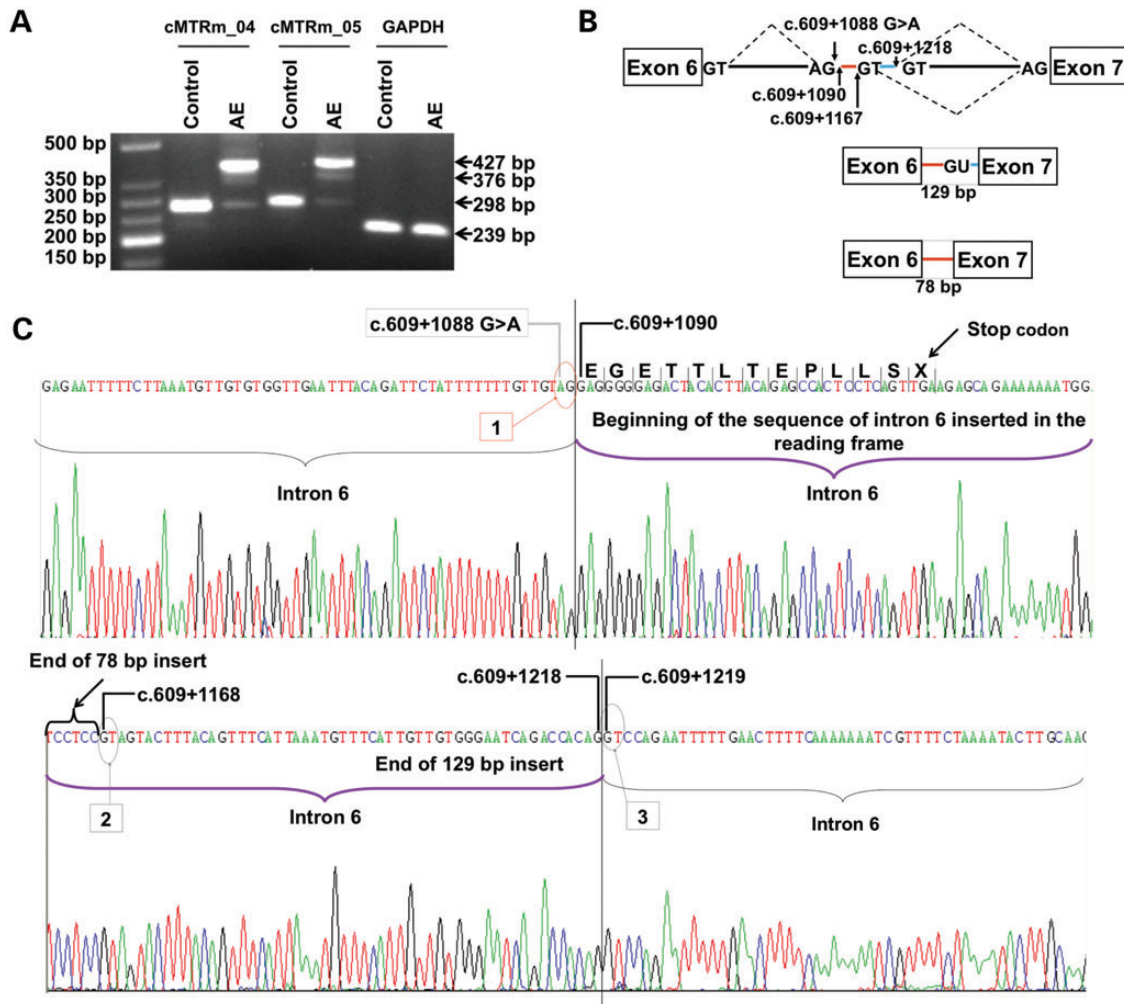 A
cMTRm_04 cMTRm_05 GAPDH
Control AE Control AE Control AE
500 bp
350 bp
300 bp
250 bp
200 bp
150 bp
427 bp
376 bp
298 bp
239 bp
B
c.609+1088 G>A
c.609+1218
Exon 6 GT AG GT GT AG Exon 7
c.609+1090
c.609+1167
Exon 6 GU Exon 7
129 bp
Exon 6 Exon 7
78 bp
C
c.609+1088 G>A
c.609+1090
Stop codon
E G E T T L T E P L L S X
GAGAATTTTTCTTAAATGTTGTGTGGTTGAATTTACAGATTCTATTTTTTTGTTGTAGGAGGGGGAGACTACACTTACAGAGCCACTCCTCAGTTTGAAGAGCAGAAAAAAATGG
1
Beginning of the sequence of intron 6 inserted in the
reading frame
Intron 6
Intron 6
End of 78 bp insert
c.609+1168
c.609+1218
c.609+1219
TCCTCCGTAGTACTTTACAGTTTCATTAAATGTTTCATTGTTGTGGGAATCAGACCACAGGTCCAGAATTTTTGAACTTTTCAAAAAAATCGTTTTCTAAAATACTTGCAAG
End of 129 bp insert
2
3
Intron 6
Intron 6